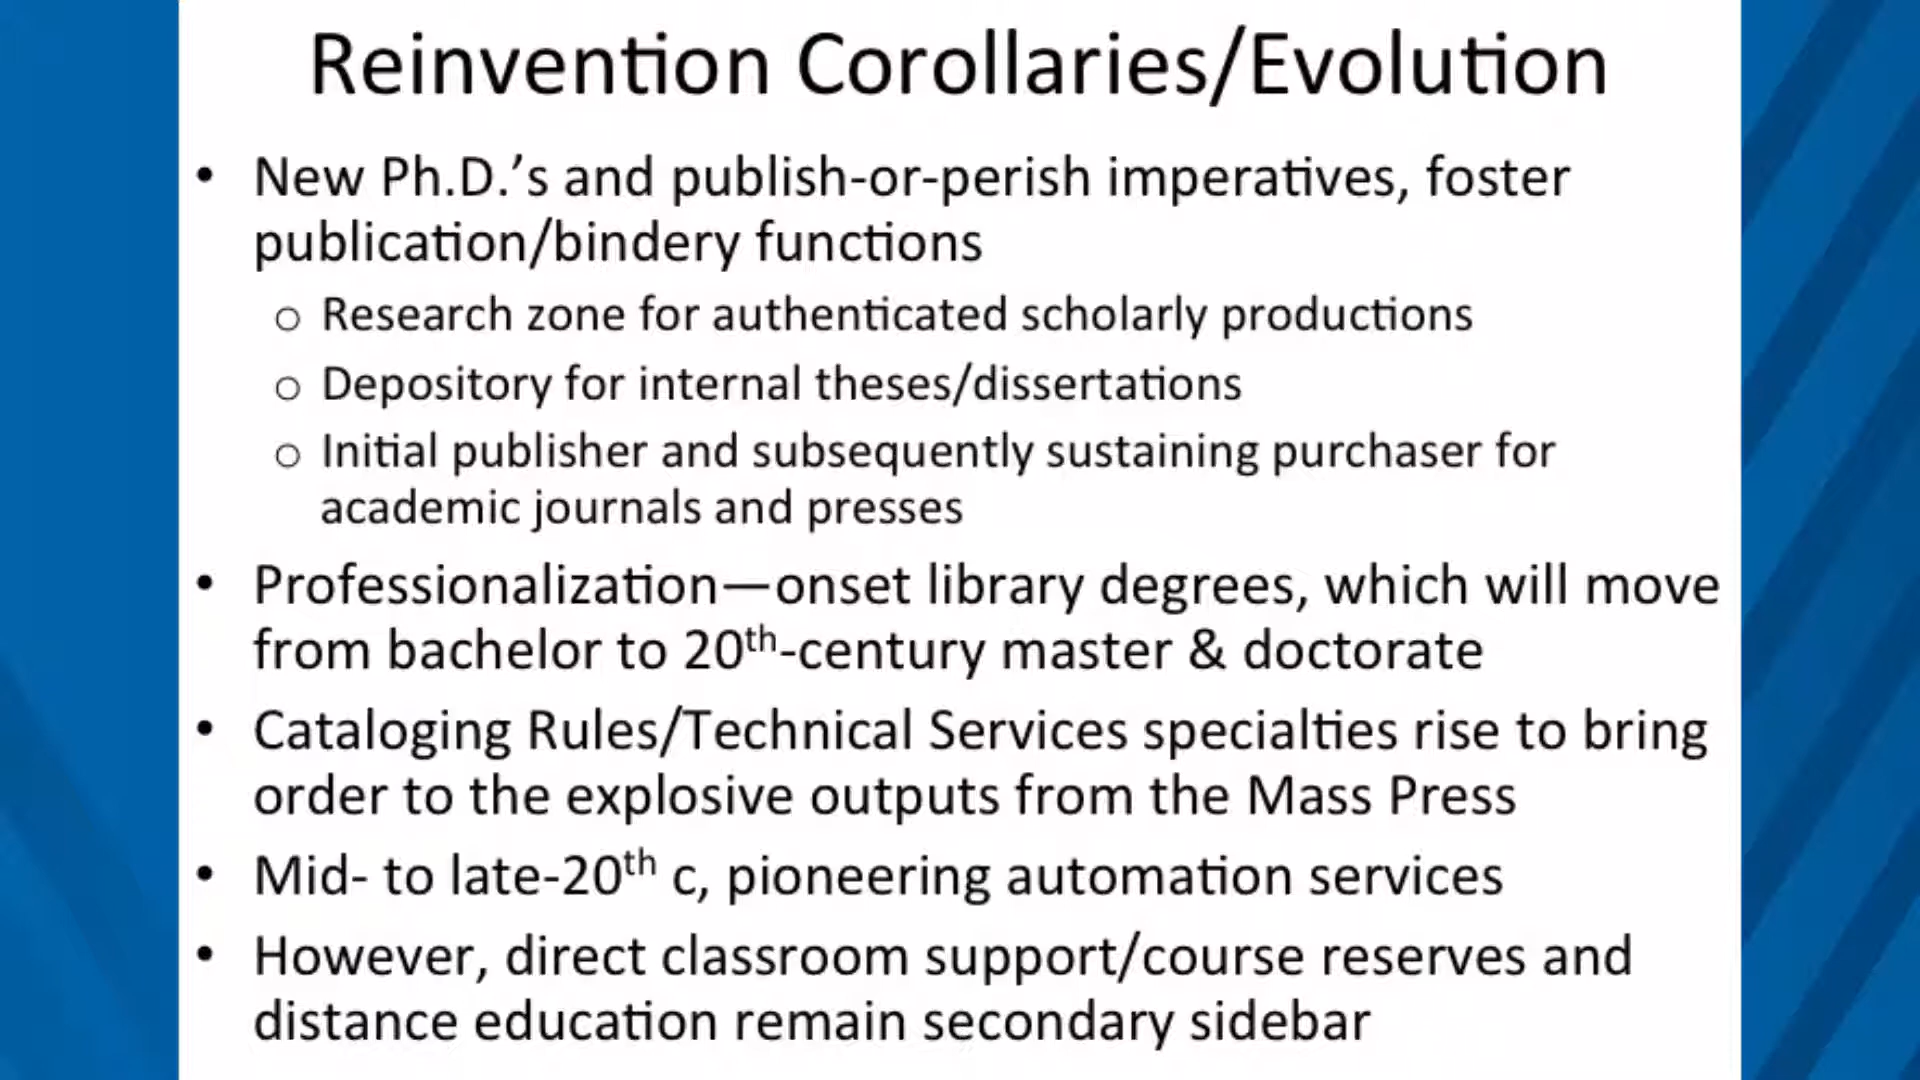 Reinvention Corollaries/Evolution
• New Ph.D.’s and publish-or-perish imperatives, foster
publication/bindery functions
o Research zone for authenticated scholarly productions
o Depository for internal theses/dissertations
o Initial publisher and subsequently sustaining purchaser for
academic journals and presses
• Professionalization—onset library degrees, which will move
from bachelor to 20th-century master & doctorate
• Cataloging Rules/Technical Services specialties rise to bring
order to the explosive outputs from the Mass Press
• Mid- to late-20th c, pioneering automation services
• However, direct classroom support/course reserves and
distance education remain secondary sidebar